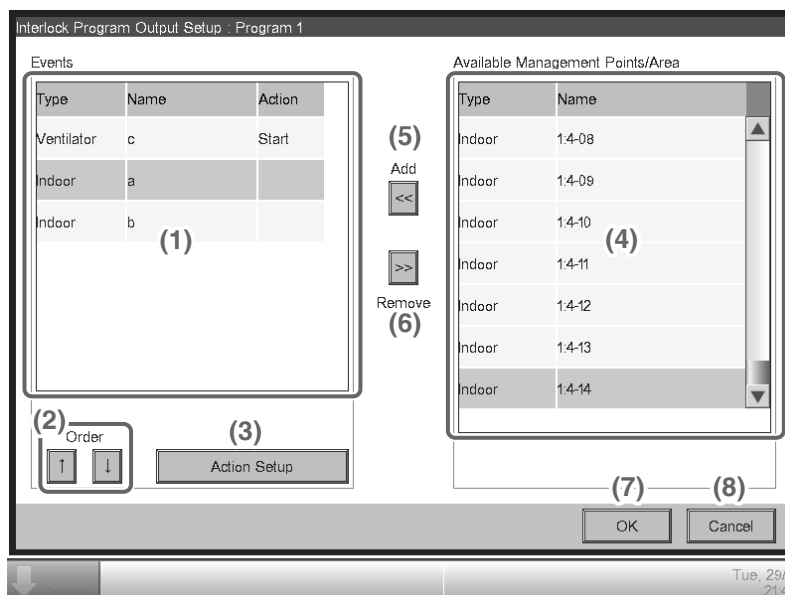 Interlock Program Output Setup : Program 1
Events
Type Name Action
Ventilator c Start
Indoor a
Indoor b
(1)
(2)
Order
↑ ↓
(3)
Action Setup
(5)
Add
<<
>>
Remove
(6)
Available Management Points/Area
Type Name
Indoor 1:4-08
Indoor 1:4-09
Indoor 1:4-10
(4)
Indoor 1:4-11
Indoor 1:4-12
Indoor 1:4-13
Indoor 1:4-14
(7) (8)
OK Cancel
Tue, 29/
21:4